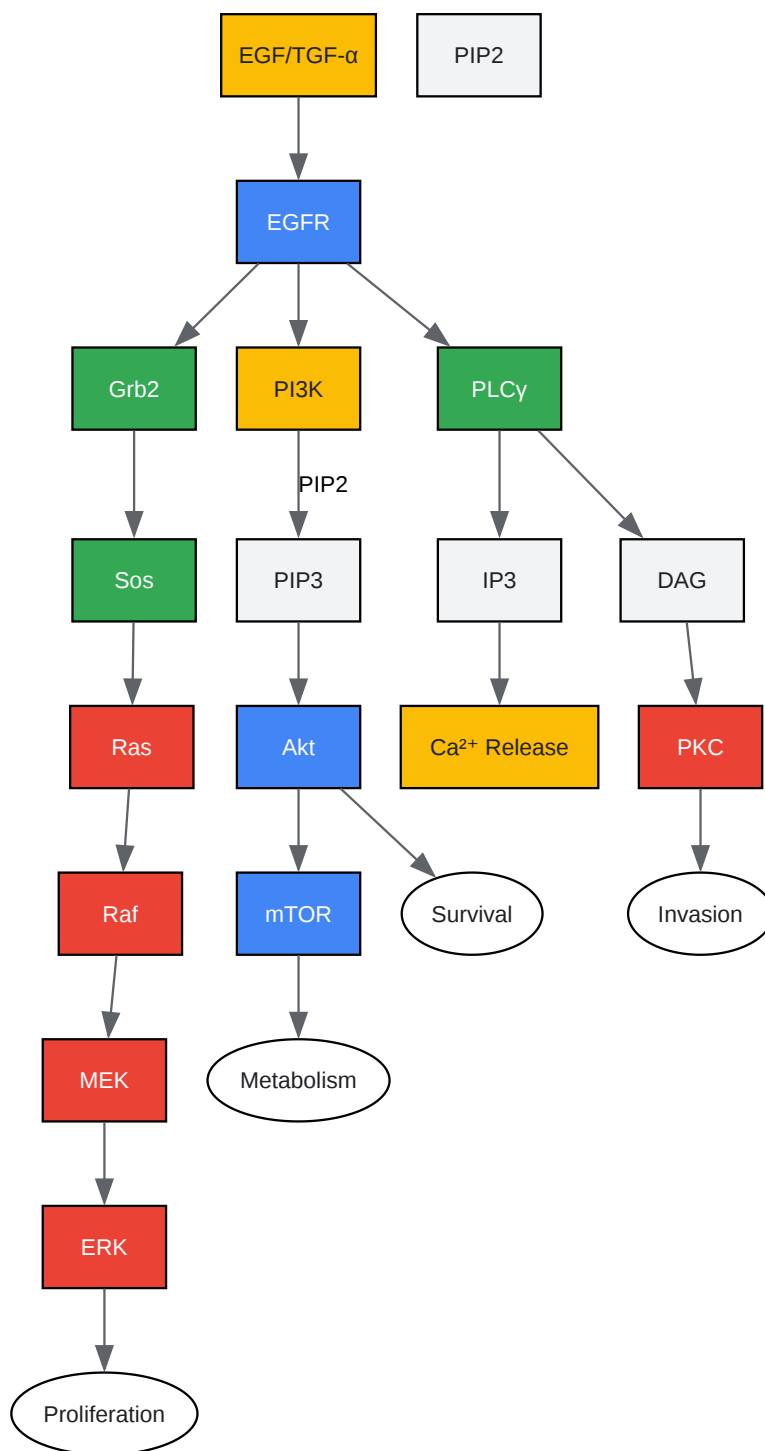 EGF/TGF-α
PIP2
EGFR
Grb2
PI3K
PLCγ
PIP2
Sos
PIP3
IP3
DAG
Ras
Akt
Ca²⁺ Release
PKC
Raf
mTOR
Survival
Invasion
MEK
Metabolism
ERK
Proliferation